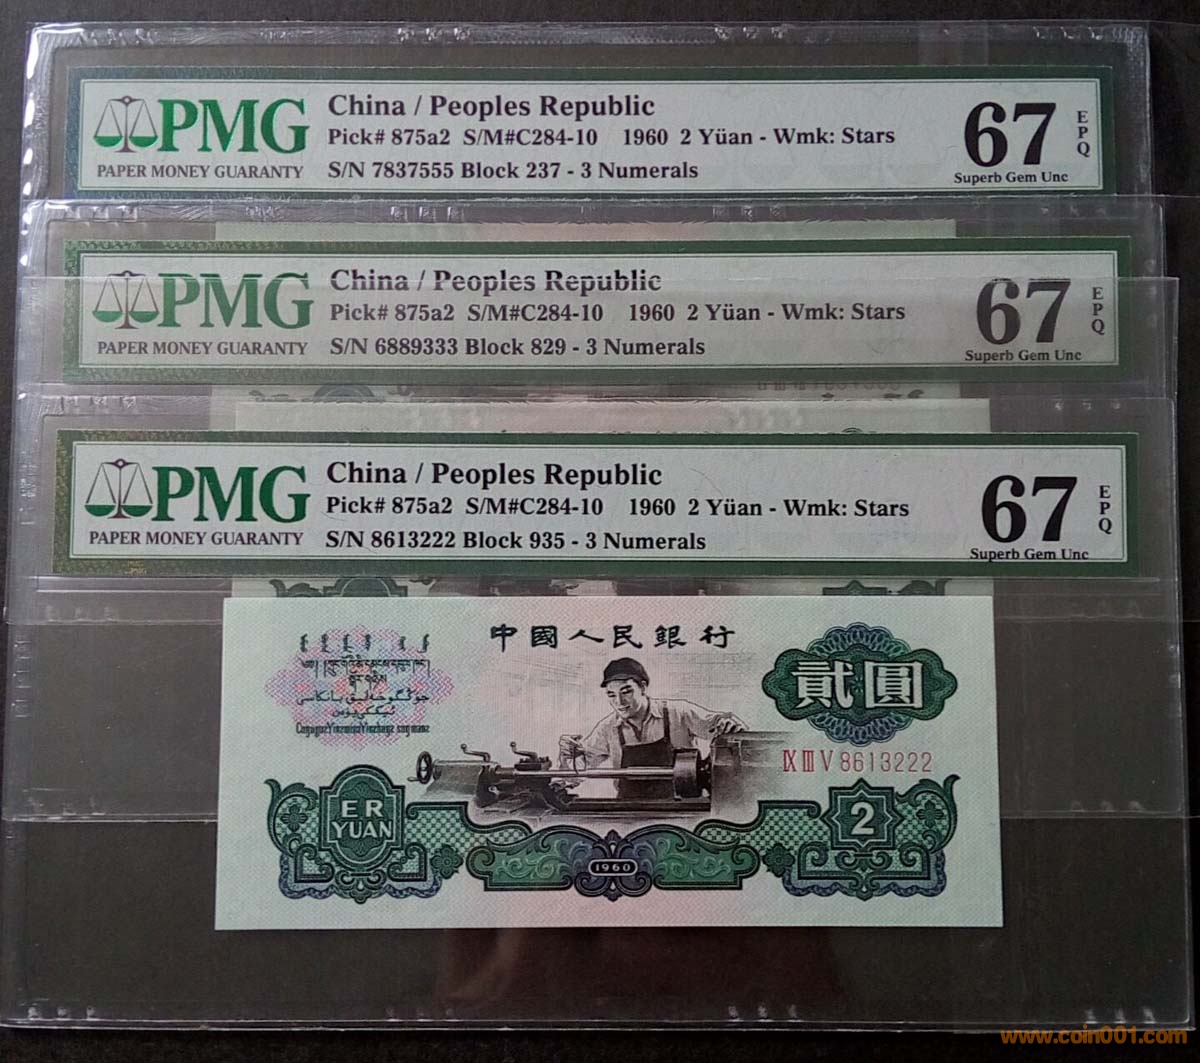 PMG
PAPER MONEY GUARANTY
China / Peoples Republic
Pick# 875a2 S/M#C284-10 1960 2 Yüan - Wmk: Stars
S/N 7837555 Block 237 - 3 Numerals
67
EPQ
Superb Gem Unc
PMG
PAPER MONEY GUARANTY
China / Peoples Republic
Pick# 875a2 S/M#C284-10 1960 2 Yüan - Wmk: Stars
S/N 6889333 Block 829 - 3 Numerals
67
EPQ
Superb Gem Unc
PMG
PAPER MONEY GUARANTY
China / Peoples Republic
Pick# 875a2 S/M#C284-10 1960 2 Yüan - Wmk: Stars
S/N 8613222 Block 935 - 3 Numerals
67
EPQ
Superb Gem Unc
中國人民銀行
貳圓
IX III V 8613222
ER
YUAN
2
1960
www.coin001.com